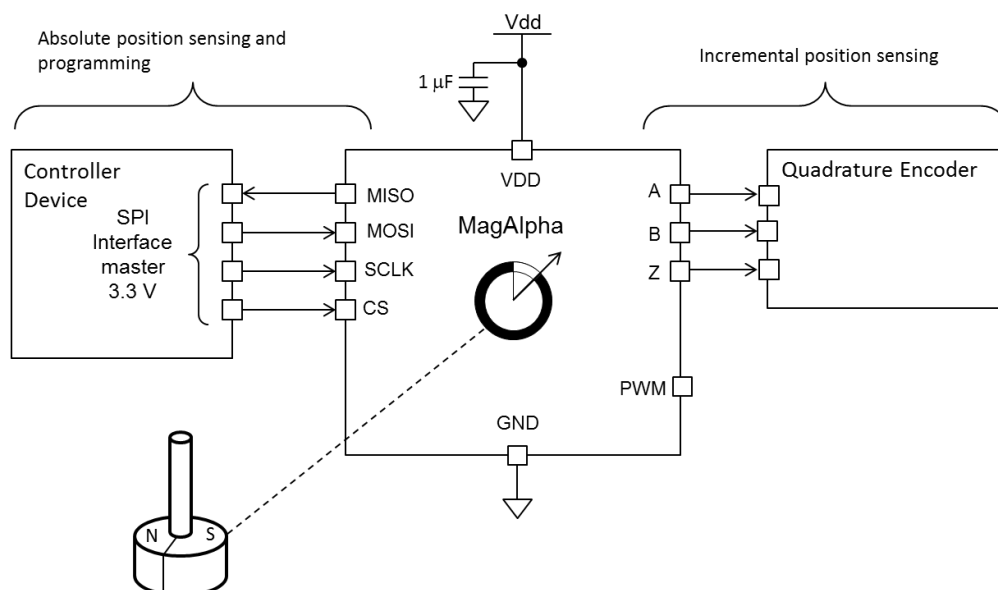 Vdd
Absolute position sensing and
programming
1 µF
Incremental position sensing
Controller
Device
SPI
Interface
master
3.3 V
MISO
MOSI
SCLK
CS
VDD
MagAlpha
A
B
Z
PWM
GND
Quadrature Encoder
N
S